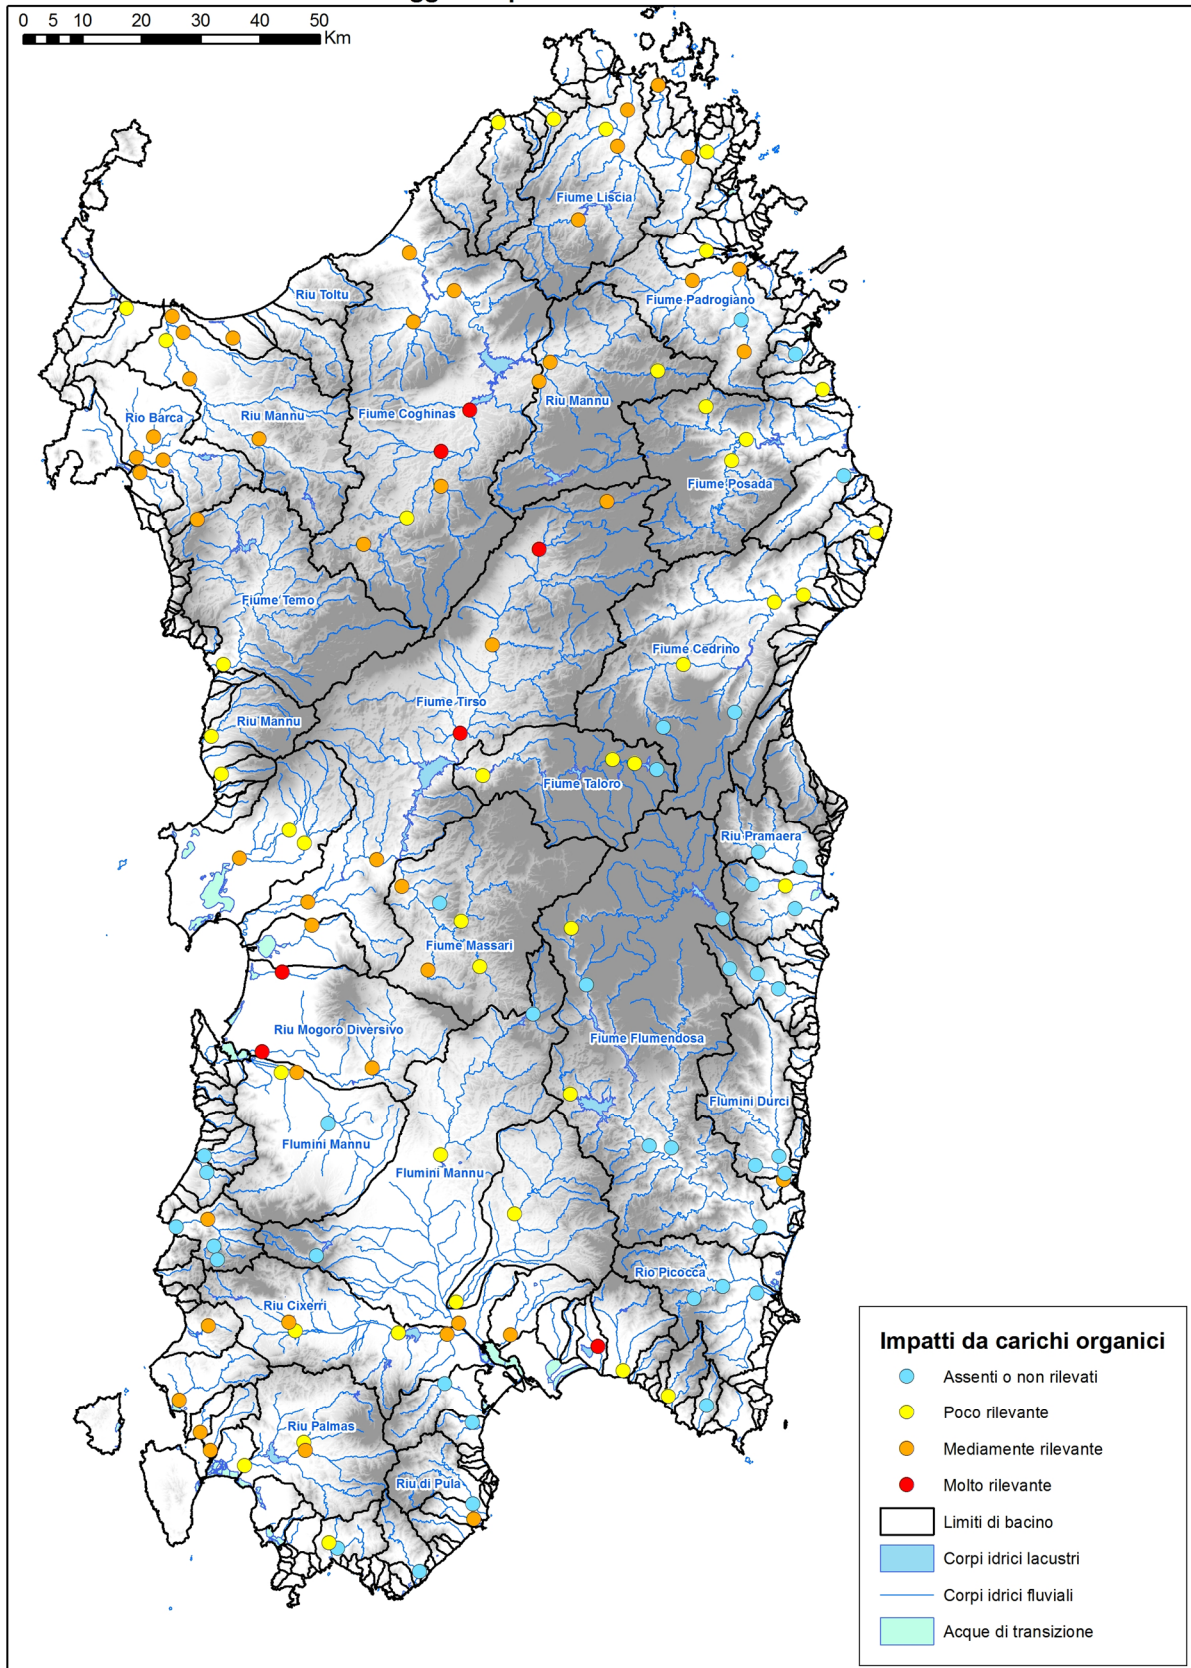 0 5 10 20 30 40 50
Km
Fiume Liscia
Riu Toltu
Fiume Padrogiano
Rio Barca
Riu Mannu
Fiume Coghinas
Riu Mannu
Fiume Posada
Fiume Temo
Fiume Cedrino
Fiume Tirso
Riu Mannu
Fiume Taloro
Riu Pramaera
Fiume Massari
Riu Mogoro Diversivo
Fiume Flumendosa
Flumini Durci
Flumini Mannu
Flumini Mannu
Rio Picocca
Riu Cixerri
Riu Palmas
Riu di Pula
Impatti da carichi organici
Assenti o non rilevati
Poco rilevante
Mediamente rilevante
Molto rilevante
Limiti di bacino
Corpi idrici lacustri
Corpi idrici fluviali
Acque di transizione